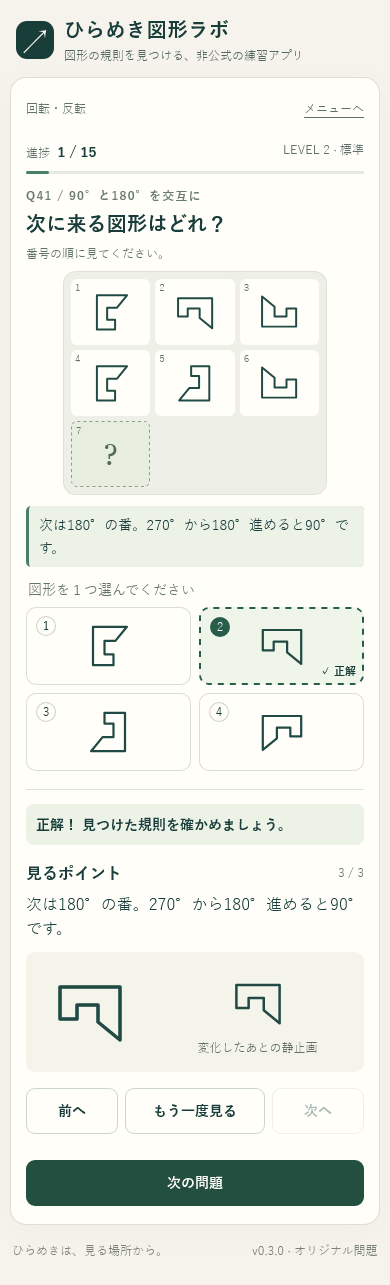 ひらめき図形ラボ
図形の規則を見つける、非公式の練習アプリ
回転・反転
メニューへ
進捗 1 / 15
LEVEL 2 · 標準
Q41 / 90°と180°を交互に
次に来る図形はどれ？
番号の順に見てください。
1
2
3
4
5
6
7
?
次は180°の番。270°から180°進めると90°で
す。
図形を1つ選んでください
1
2
✓ 正解
3
4
正解！ 見つけた規則を確かめましょう。
見るポイント
3 / 3
次は180°の番。270°から180°進めると90°
です。
変化したあとの静止画
前へ
もう一度見る
次へ
次の問題
ひらめきは、見る場所から。
v0.3.0 · オリジナル問題